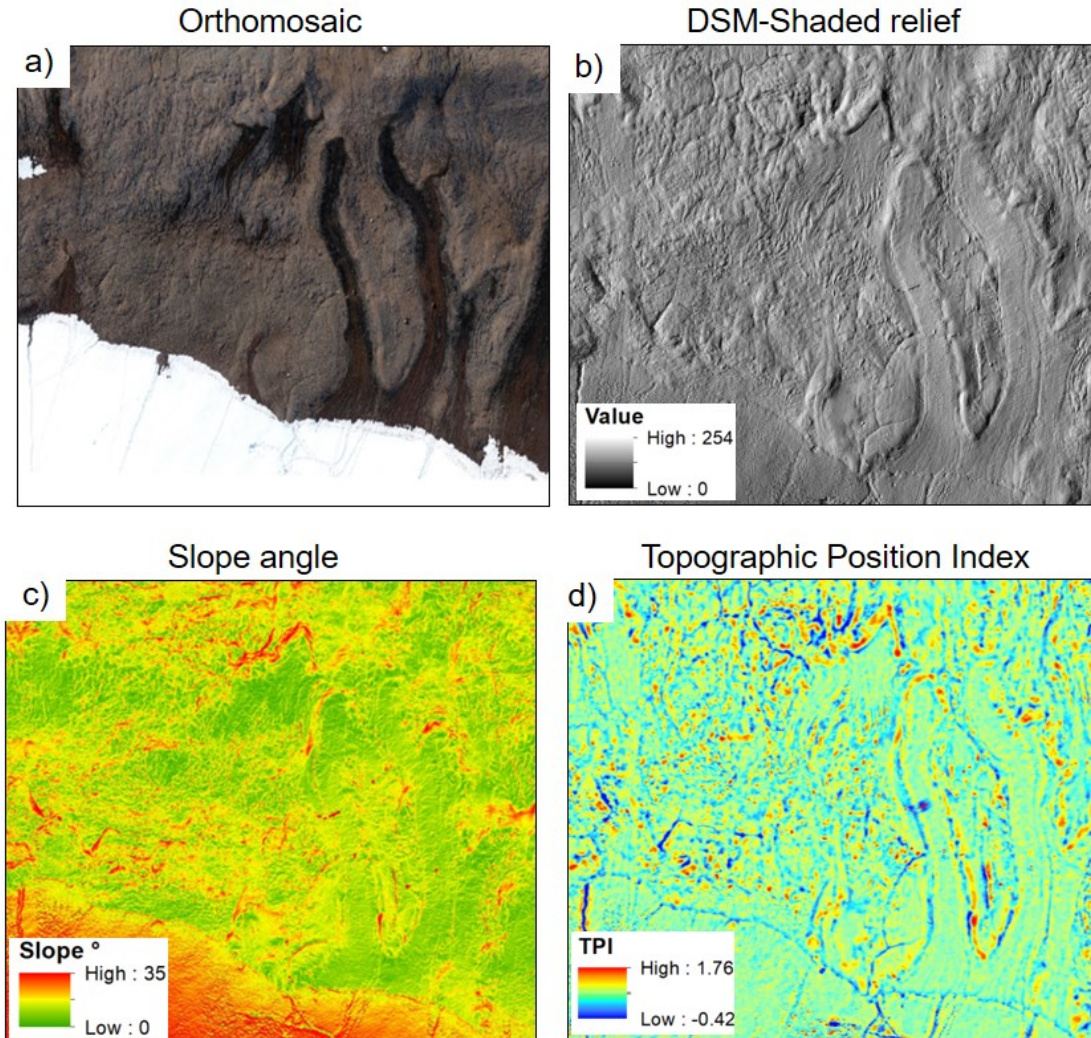 Orthomosaic
DSM-Shaded relief
a)
b)
Value
High : 254
Low : 0
Slope angle
Topographic Position Index
c)
d)
Slope °
High : 35
Low : 0
TPI
High : 1.76
Low : -0.42